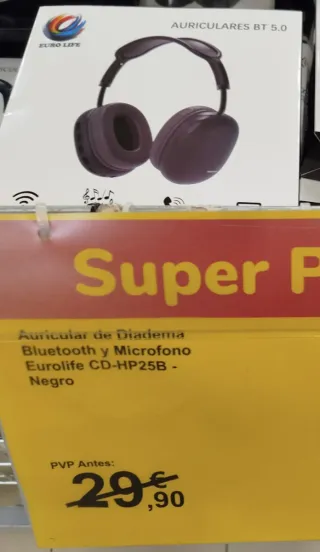 EURO LIFE
AURICULARES BT 5.0
Super P
Auricular de Diadema
Bluetooth y Microfono
Eurolife CD-HP25B -
Negro
PVP Antes:
29€,90